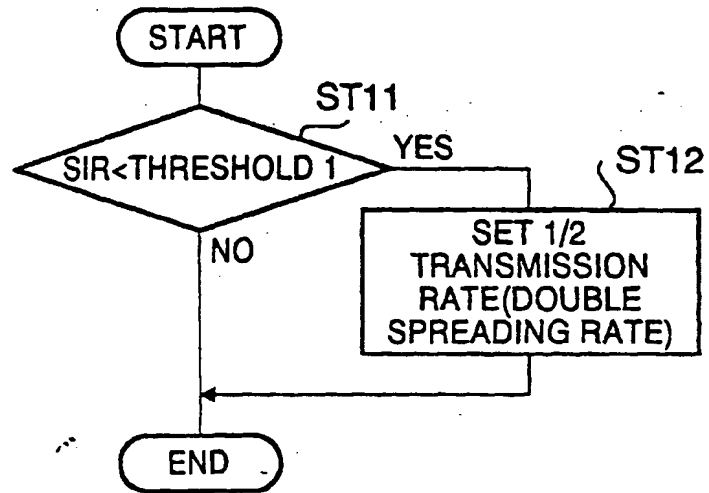 START
ST11
SIR<THRESHOLD 1
YES
ST12
NO
SET 1/2
TRANSMISSION
RATE(DOUBLE
SPREADING RATE)
END